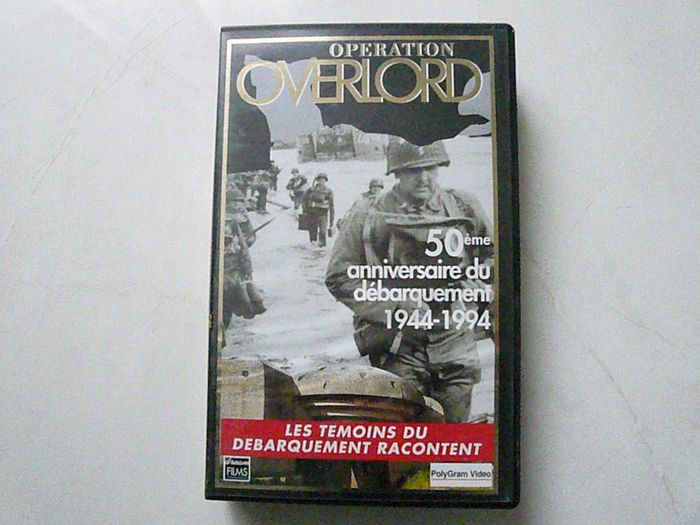 OPERATION
OVERLORD
50ème
anniversaire du
débarquement
1944-1994
LES TEMOINS DU
DEBARQUEMENT RACONTENT
FILMS
PolyGram Video